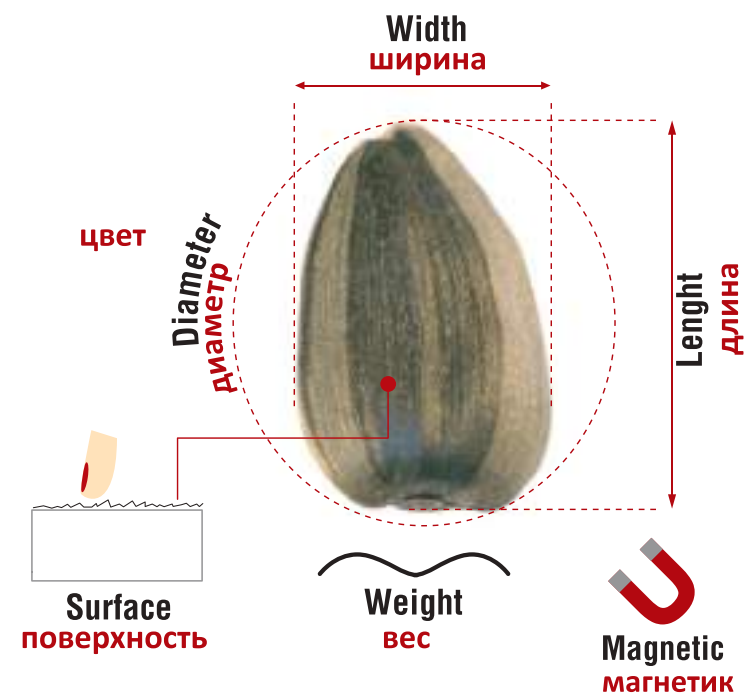 Width
ширина
цвет
Diameter
диаметр
Lenght
длина
Surface
поверхность
Weight
вес
Magnetic
магнетик